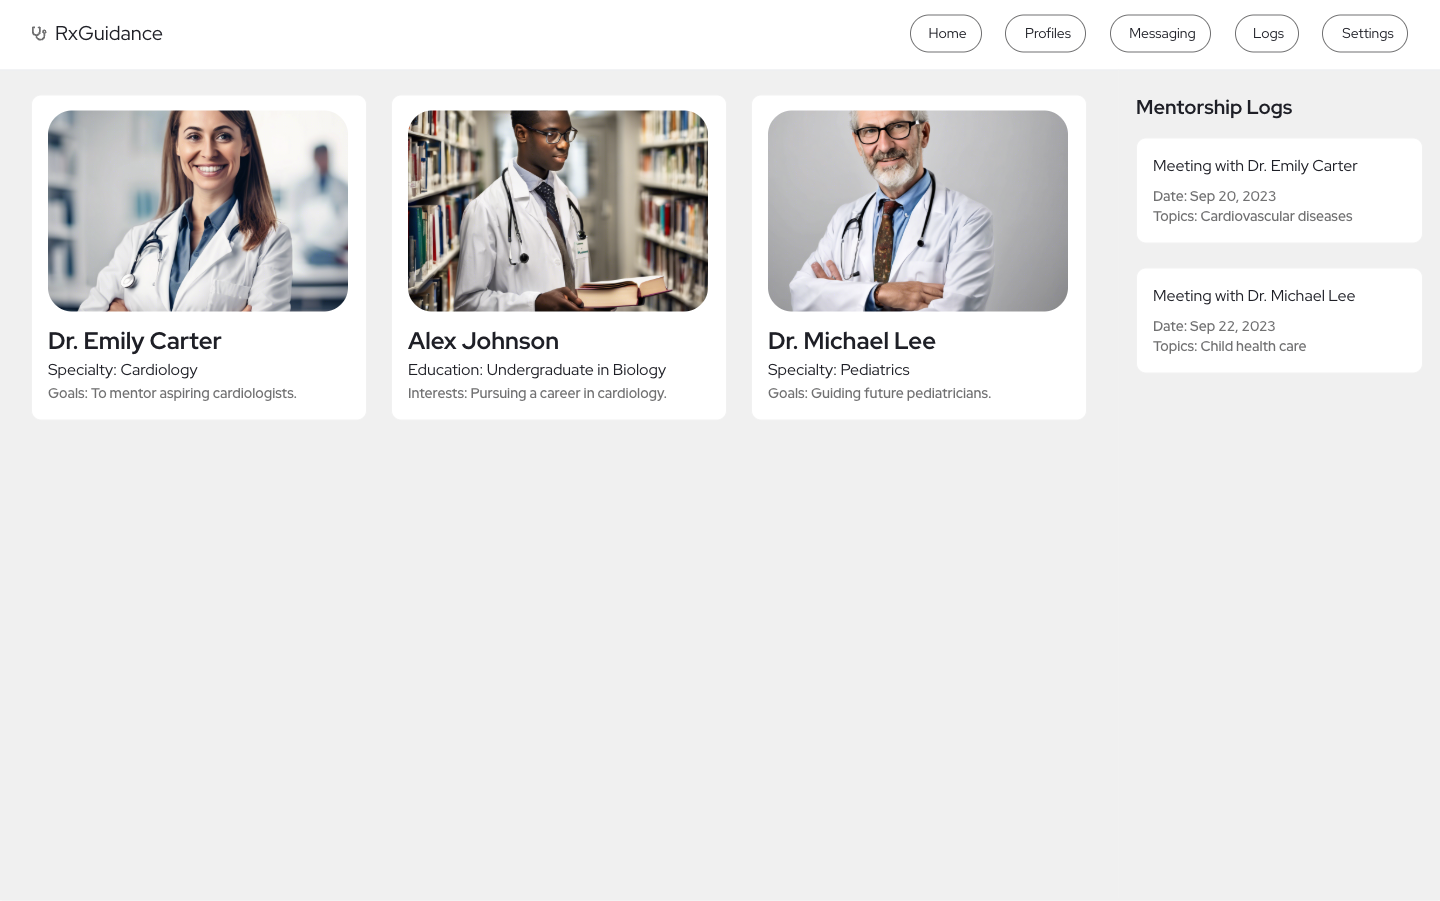 RxGuidance
Home
Profiles
Messaging
Logs
Settings
Dr. Emily Carter
Specialty: Cardiology
Goals: To mentor aspiring cardiologists.
Alex Johnson
Education: Undergraduate in Biology
Interests: Pursuing a career in cardiology.
Dr. Michael Lee
Specialty: Pediatrics
Goals: Guiding future pediatricians.
Mentorship Logs
Meeting with Dr. Emily Carter
Date: Sep 20, 2023
Topics: Cardiovascular diseases
Meeting with Dr. Michael Lee
Date: Sep 22, 2023
Topics: Child health care